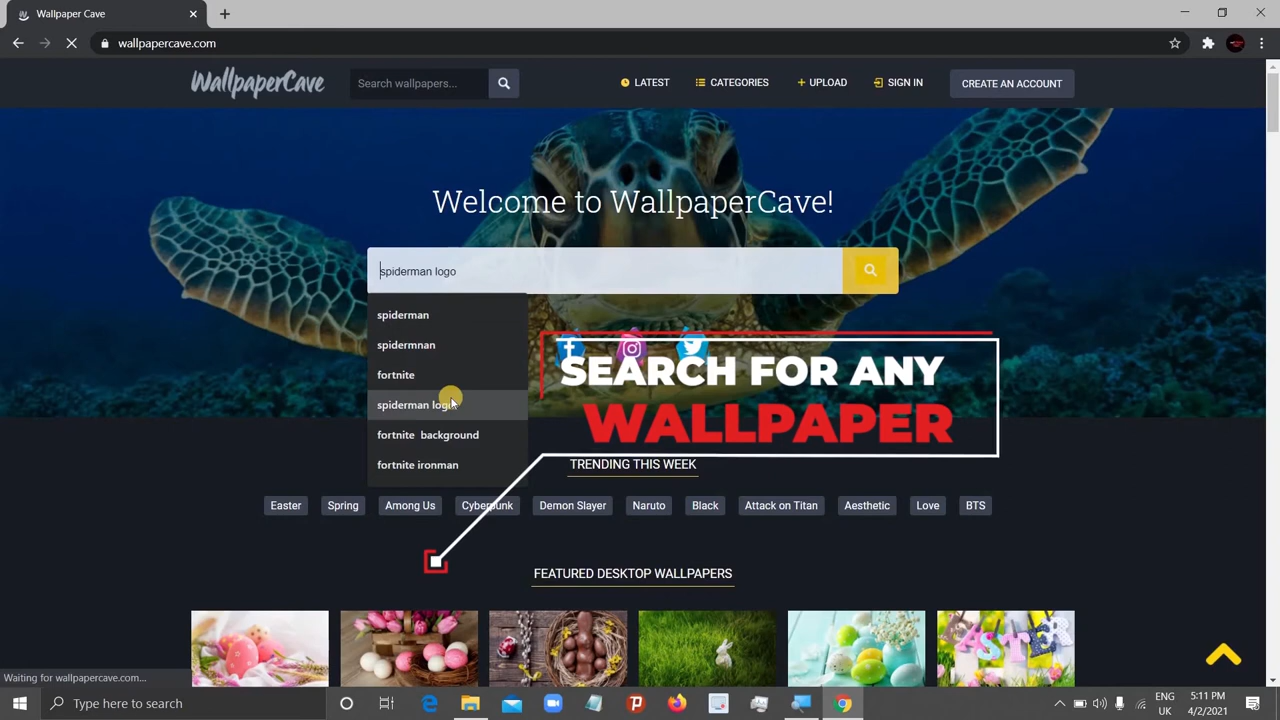 Wallpaper Cave
wallpapercave.com
WallpaperCave
Search wallpapers...
LATEST
CATEGORIES
UPLOAD
SIGN IN
CREATE AN ACCOUNT
Welcome to WallpaperCave!
spiderman logo
spiderman
spidermnan
fortnite
spiderman logo
fortnite background
fortnite ironman
SEARCH FOR ANY
WALLPAPER
TRENDING THIS WEEK
Easter Spring Among Us Cyberpunk Demon Slayer Naruto Black Attack on Titan Aesthetic Love BTS
FEATURED DESKTOP WALLPAPERS
EASTER
Waiting for wallpapercave.com...
Type here to search
ENG
UK
5:11 PM
4/2/2021